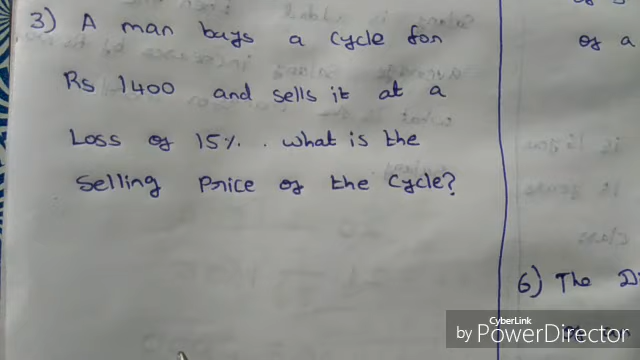 3) A man buys a cycle for
Rs 1400 and sells it at a
Loss of 15%. what is the
Selling Price of the cycle?
of a
6) The
CyberLink
by PowerDirector